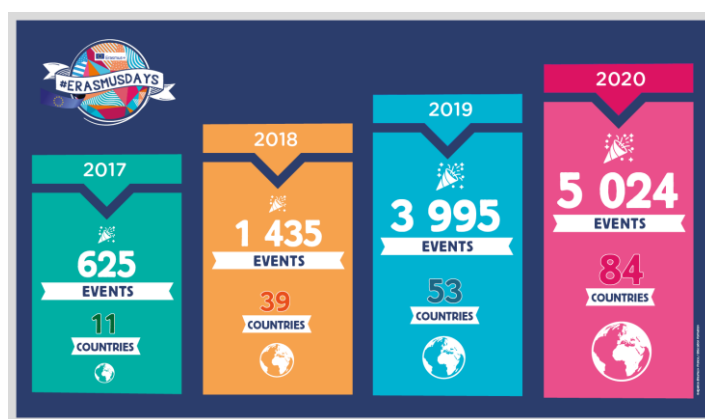 Erasmus+
#ERASMUSDAYS
2017
625
EVENTS
11
COUNTRIES
2018
1 435
EVENTS
39
COUNTRIES
2019
3 995
EVENTS
53
COUNTRIES
2020
5 024
EVENTS
84
COUNTRIES